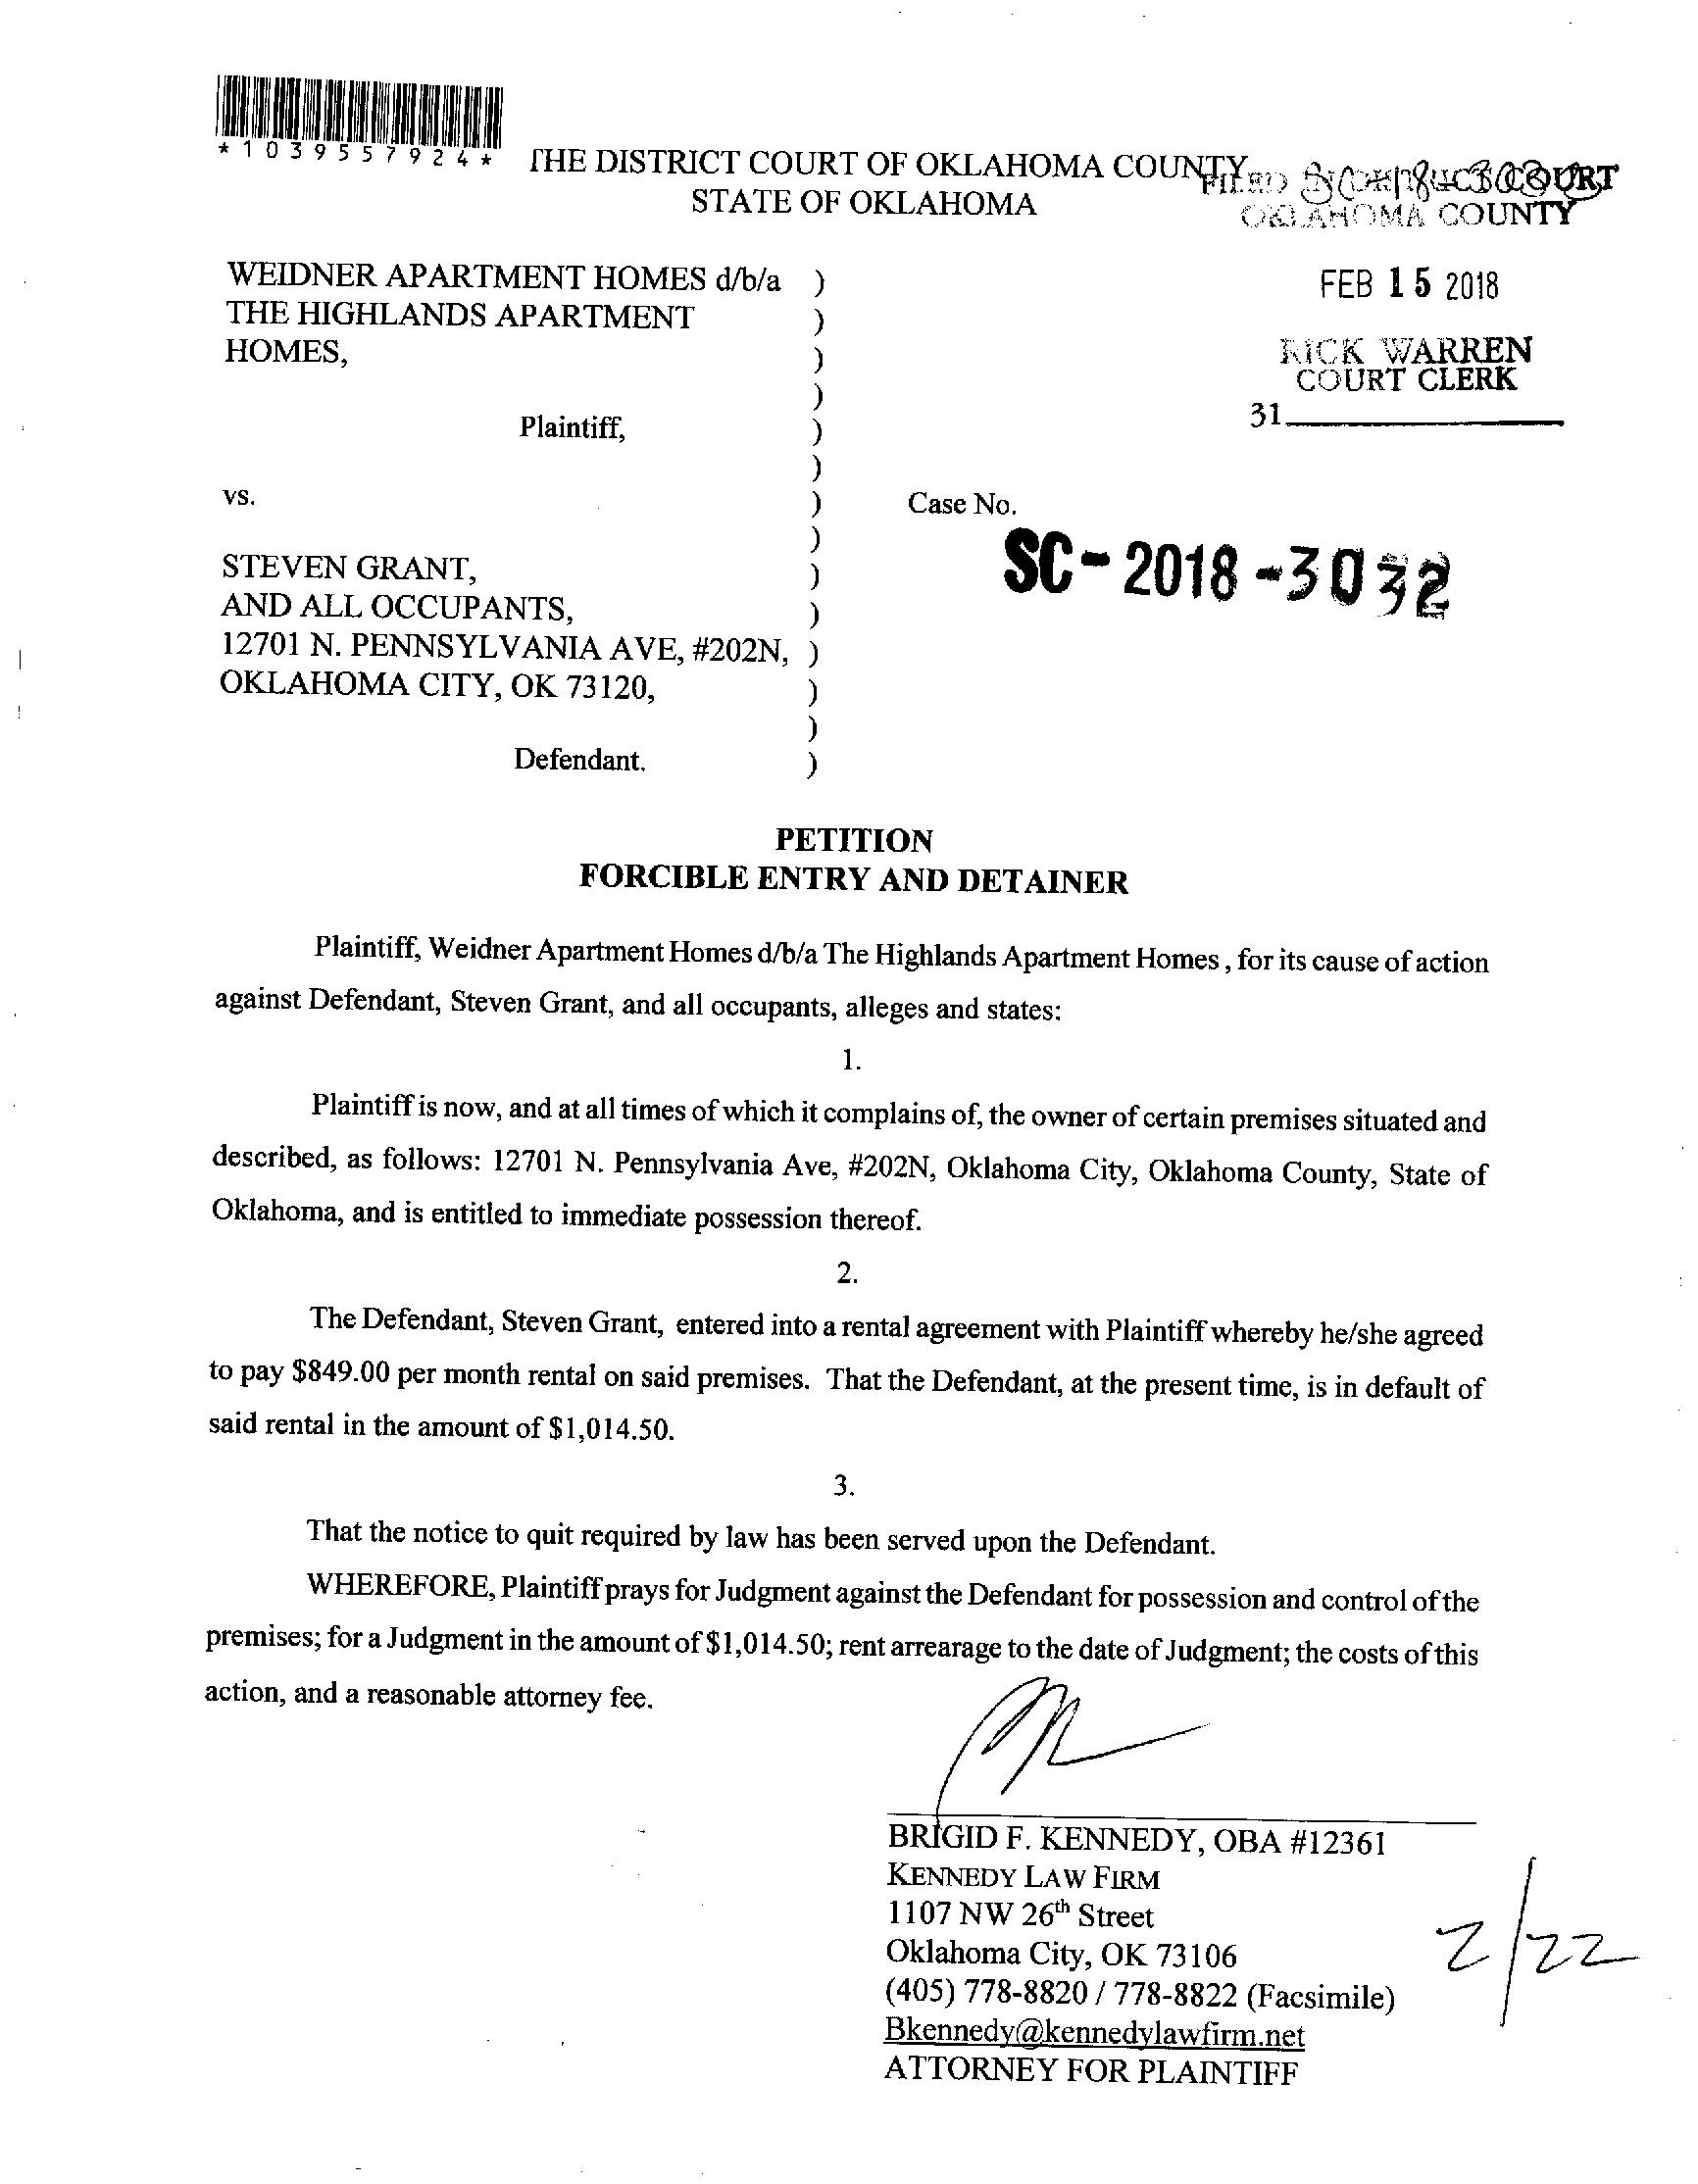 *1039557924*
THE DISTRICT COURT OF OKLAHOMA COUNTY
STATE OF OKLAHOMA
FILED COURT
OKLAHOMA COUNTY
FEB 15 2018
RICK WARREN
COURT CLERK
31
WEIDNER APARTMENT HOMES d/b/a )
THE HIGHLANDS APARTMENT )
HOMES, )
)
Plaintiff, )
)
vs. )
)
STEVEN GRANT, )
AND ALL OCCUPANTS, )
12701 N. PENNSYLVANIA AVE, #202N, )
OKLAHOMA CITY, OK 73120, )
)
Defendant. )
Case No.
SC-2018-3032
PETITION
FORCIBLE ENTRY AND DETAINER
Plaintiff, Weidner Apartment Homes d/b/a The Highlands Apartment Homes , for its cause of action
against Defendant, Steven Grant, and all occupants, alleges and states:
1.
Plaintiff is now, and at all times of which it complains of, the owner of certain premises situated and
described, as follows: 12701 N. Pennsylvania Ave, #202N, Oklahoma City, Oklahoma County, State of
Oklahoma, and is entitled to immediate possession thereof.
2.
The Defendant, Steven Grant, entered into a rental agreement with Plaintiff whereby he/she agreed
to pay $849.00 per month rental on said premises. That the Defendant, at the present time, is in default of
said rental in the amount of $1,014.50.
3.
That the notice to quit required by law has been served upon the Defendant.
WHEREFORE, Plaintiff prays for Judgment against the Defendant for possession and control of the
premises; for a Judgment in the amount of $1,014.50; rent arrearage to the date of Judgment; the costs of this
action, and a reasonable attorney fee.
BRIGID F. KENNEDY, OBA #12361
KENNEDY LAW FIRM
1107 NW 26th Street
Oklahoma City, OK 73106
(405) 778-8820 / 778-8822 (Facsimile)
Bkennedy@kennedylawfirm.net
ATTORNEY FOR PLAINTIFF
2/22